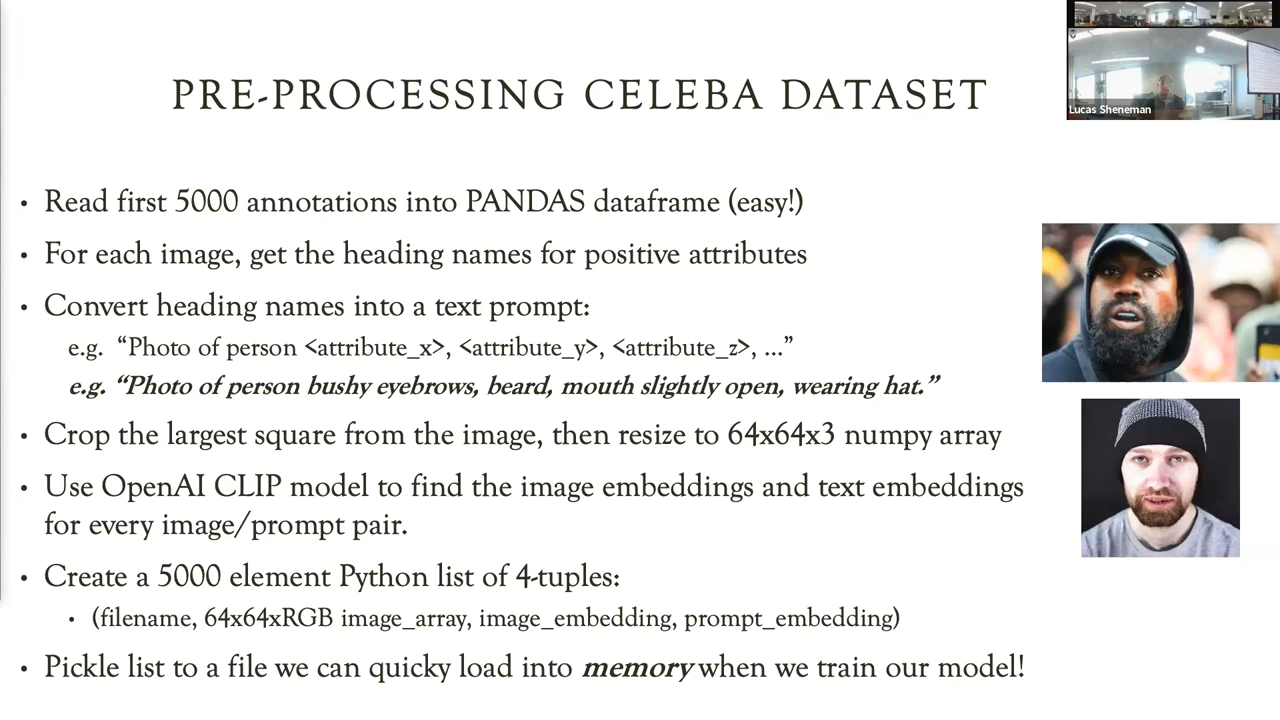 PRE-PROCESSING CELEBA DATASET
Lucas Sheneman
• Read first 5000 annotations into PANDAS dataframe (easy!)
• For each image, get the heading names for positive attributes
• Convert heading names into a text prompt:
e.g. “Photo of person <attribute_x>, <attribute_y>, <attribute_z>, ...”
e.g. “Photo of person bushy eyebrows, beard, mouth slightly open, wearing hat.”
• Crop the largest square from the image, then resize to 64x64x3 numpy array
• Use OpenAI CLIP model to find the image embeddings and text embeddings
for every image/prompt pair.
• Create a 5000 element Python list of 4-tuples:
• (filename, 64x64xRGB image_array, image_embedding, prompt_embedding)
• Pickle list to a file we can quicky load into memory when we train our model!